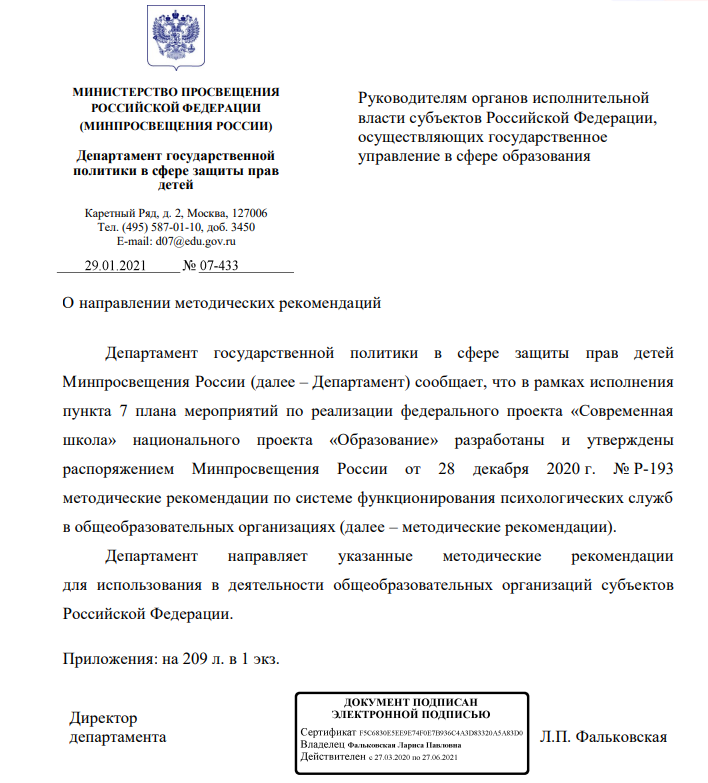 МИНИСТЕРСТВО ПРОСВЕЩЕНИЯ
РОССИЙСКОЙ ФЕДЕРАЦИИ
(МИНПРОСВЕЩЕНИЯ РОССИИ)
Департамент государственной
политики в сфере защиты прав
детей
Каретный Ряд, д. 2, Москва, 127006
Тел. (495) 587-01-10, доб. 3450
E-mail: d07@edu.gov.ru
29.01.2021 № 07-433
Руководителям органов исполнительной
власти субъектов Российской Федерации,
осуществляющих государственное
управление в сфере образования
О направлении методических рекомендаций
Департамент государственной политики в сфере защиты прав детей
Минпросвещения России (далее – Департамент) сообщает, что в рамках исполнения
пункта 7 плана мероприятий по реализации федерального проекта «Современная
школа» национального проекта «Образование» разработаны и утверждены
распоряжением Минпросвещения России от 28 декабря 2020 г. № Р-193
методические рекомендации по системе функционирования психологических служб
в общеобразовательных организациях (далее – методические рекомендации).
Департамент направляет указанные методические рекомендации
для использования в деятельности общеобразовательных организаций субъектов
Российской Федерации.
Приложения: на 209 л. в 1 экз.
Директор
департамента
ДОКУМЕНТ ПОДПИСАН
ЭЛЕКТРОННОЙ ПОДПИСЬЮ
Сертификат F5C6830E5EE9E74F0E7B936C4A3D83320A5A83D0
Владелец Фальковская Лариса Павловна
Действителен с 27.03.2020 по 27.06.2021
Л.П. Фальковская